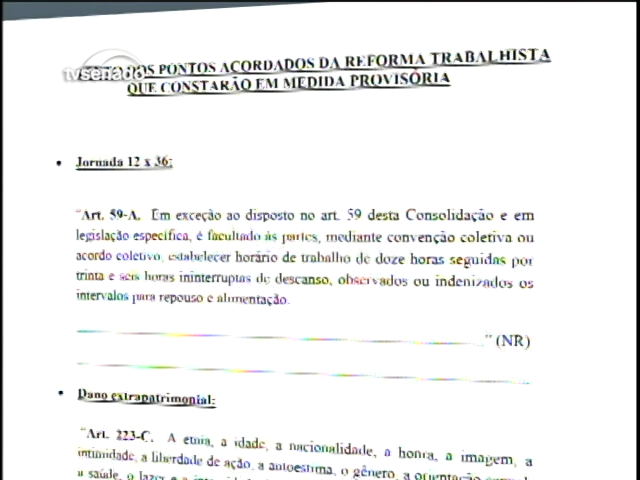 tvsenado
DOS PONTOS ACORDADOS DA REFORMA TRABALHISTA
QUE CONSTARÃO EM MEDIDA PROVISÓRIA
• Jornada 12 x 36:
"Art. 59-A. Em exceção ao disposto no art. 59 desta Consolidação e em
legislação específica, é facultado às partes, mediante convenção coletiva ou
acordo coletivo, estabelecer horário de trabalho de doze horas seguidas por
trinta e seis horas ininterruptas de descanso, observados ou indenizados os
intervalos para repouso e alimentação.
" (NR)
• Dano extrapatrimonial:
"Art. 223-C. A etnia, a idade, a nacionalidade, a honra, a imagem, a
intimidade, a liberdade de ação, a autoestima, o gênero, a orientação
a saúde, o lazer e a